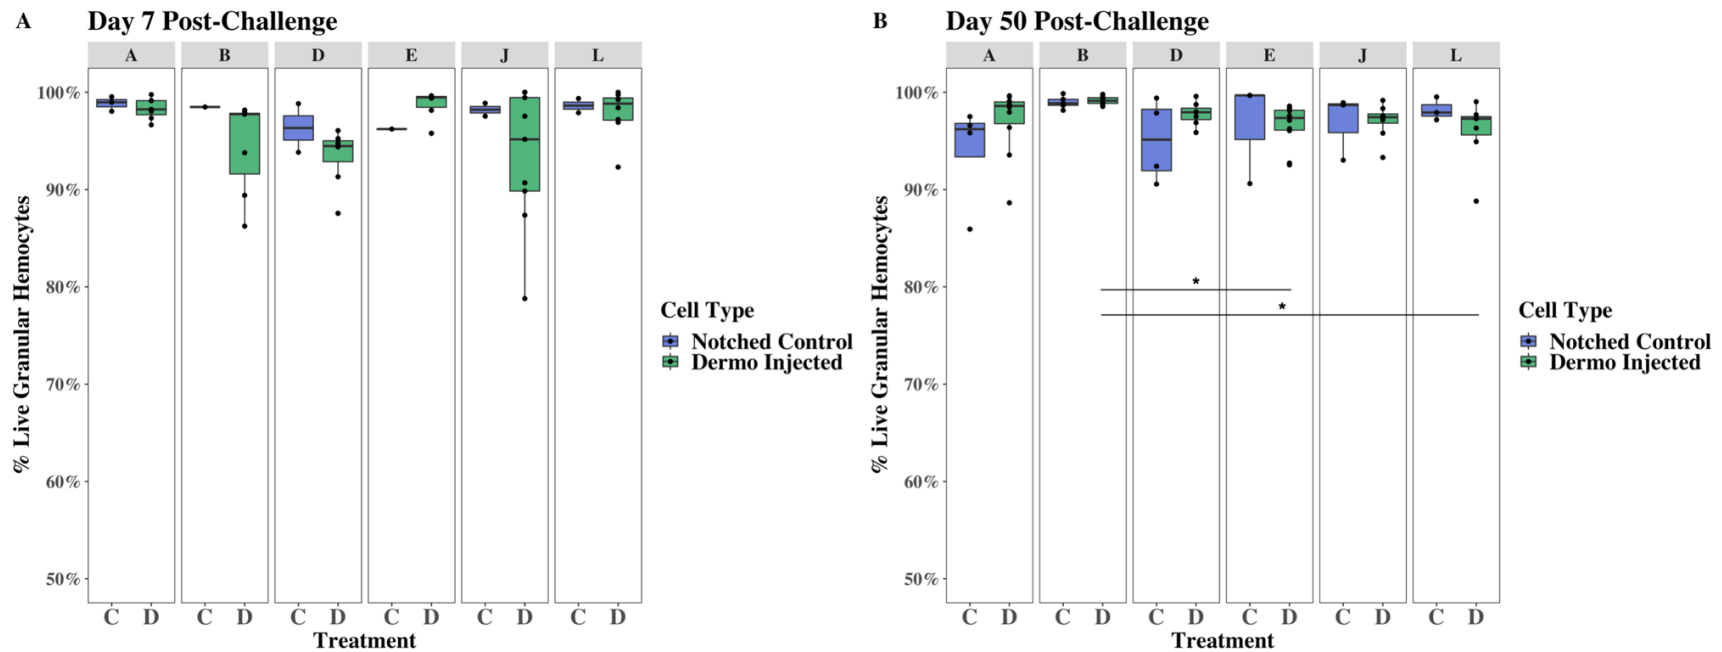 A Day 7 Post-Challenge
A B D E J L
100%
90%
80%
70%
60%
50%
% Live Granular Hemocytes
C D C D C D C D C D C D
Treatment
Cell Type
Notched Control
Dermo Injected
B Day 50 Post-Challenge
A B D E J L
100%
90%
80%
70%
60%
50%
% Live Granular Hemocytes
*
*
C D C D C D C D C D C D
Treatment
Cell Type
Notched Control
Dermo Injected